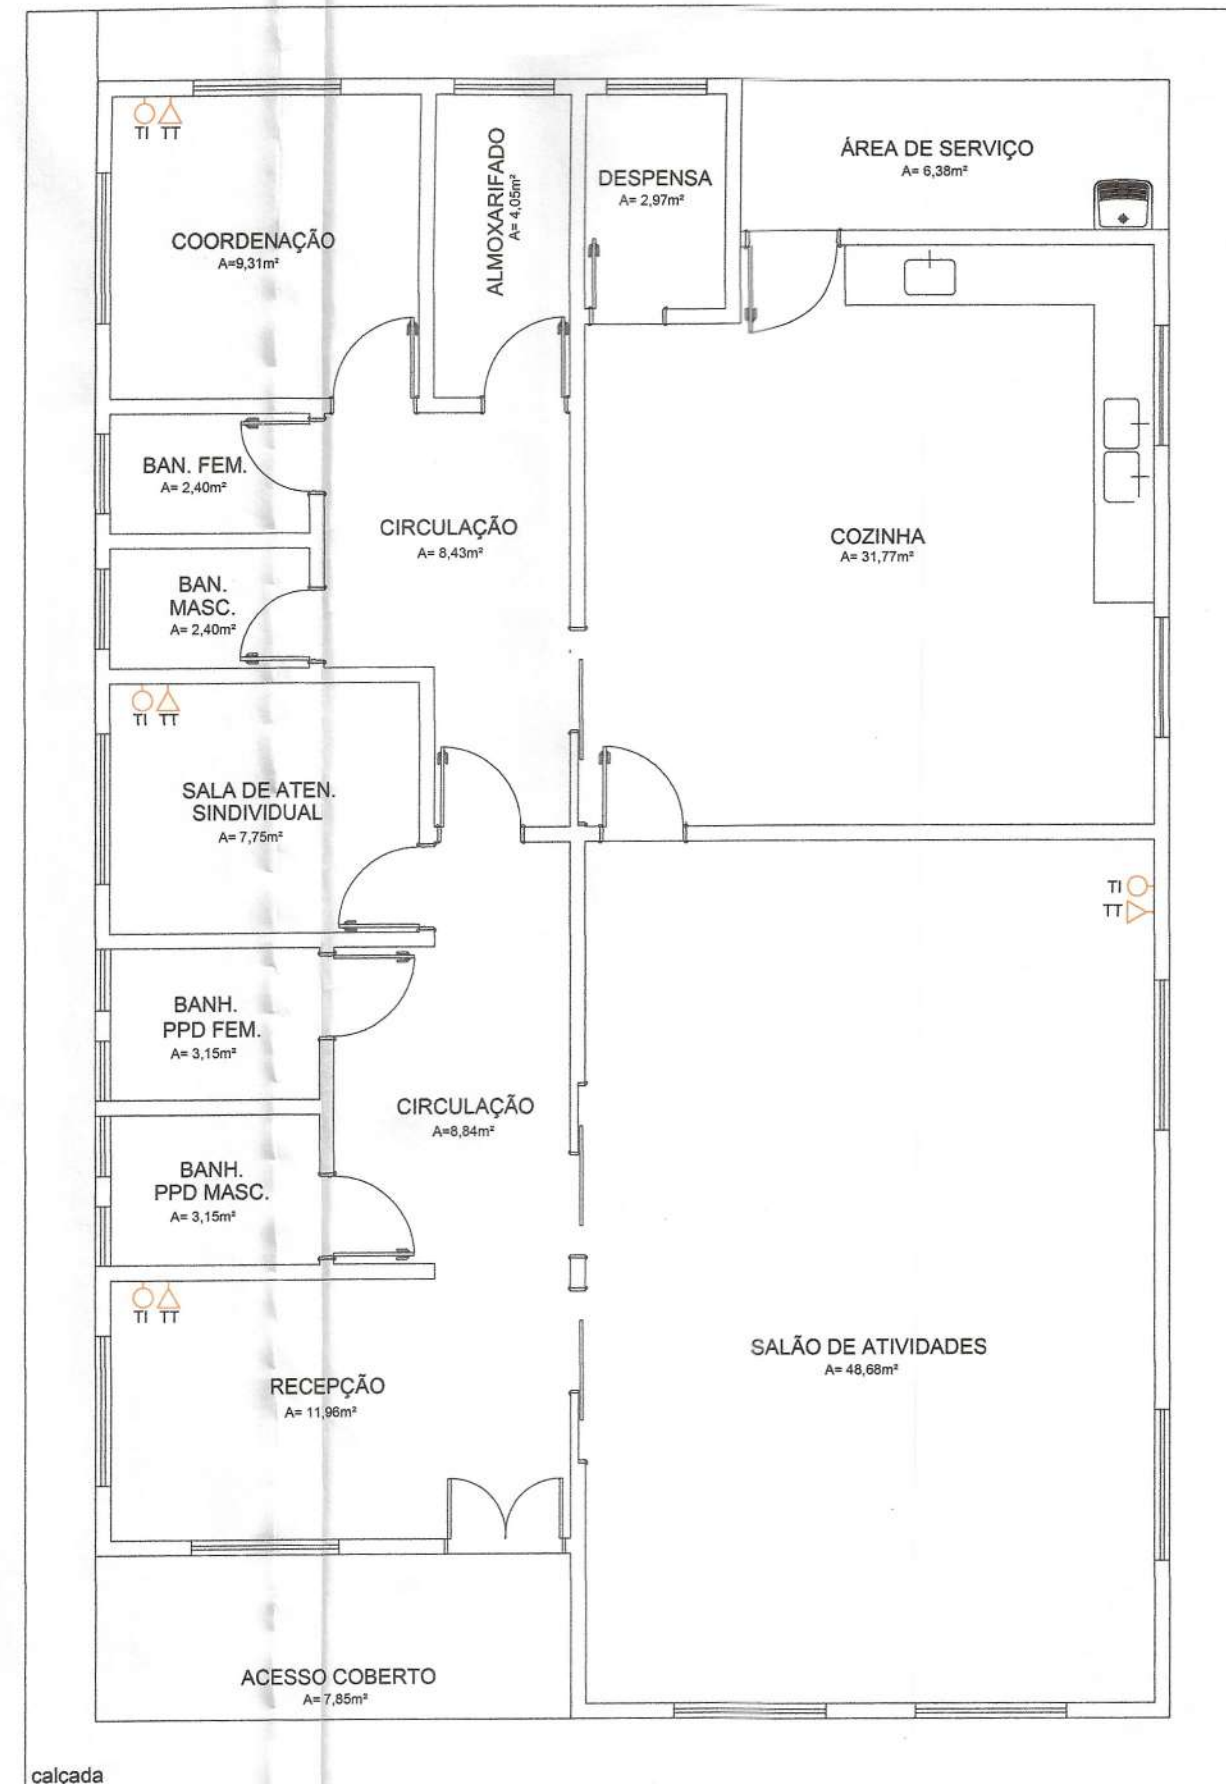 TI TT
COORDENAÇÃO
A=9,31m²
ALMOXARIFADO
A= 4,05m²
DESPENSA
A= 2,97m²
ÁREA DE SERVIÇO
A= 6,38m²
BAN. FEM.
A= 2,40m²
BAN.
MASC.
A= 2,40m²
CIRCULAÇÃO
A= 8,43m²
COZINHA
A= 31,77m²
TI TT
SALA DE ATEN.
SINDIVIDUAL
A= 7,75m²
TI
TT
BANH.
PPD FEM.
A= 3,15m²
CIRCULAÇÃO
A=8,84m²
BANH.
PPD MASC.
A= 3,15m²
TI TT
RECEPÇÃO
A= 11,96m²
SALÃO DE ATIVIDADES
A= 48,68m²
ACESSO COBERTO
A= 7,85m²
calçada